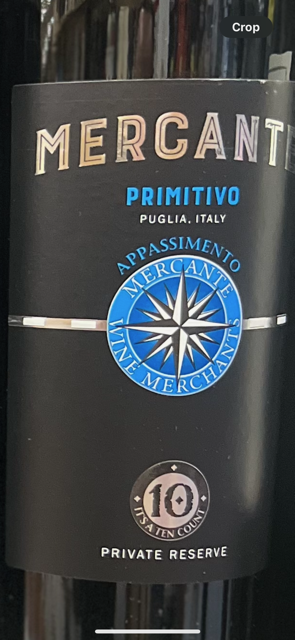 Crop
MERCANT
PRIMITIVO
PUGLIA, ITALY
APPASSIMENTO
MERCANTE
WINE MERCHANTS
10
IT'S A TEN COUNT
PRIVATE RESERVE